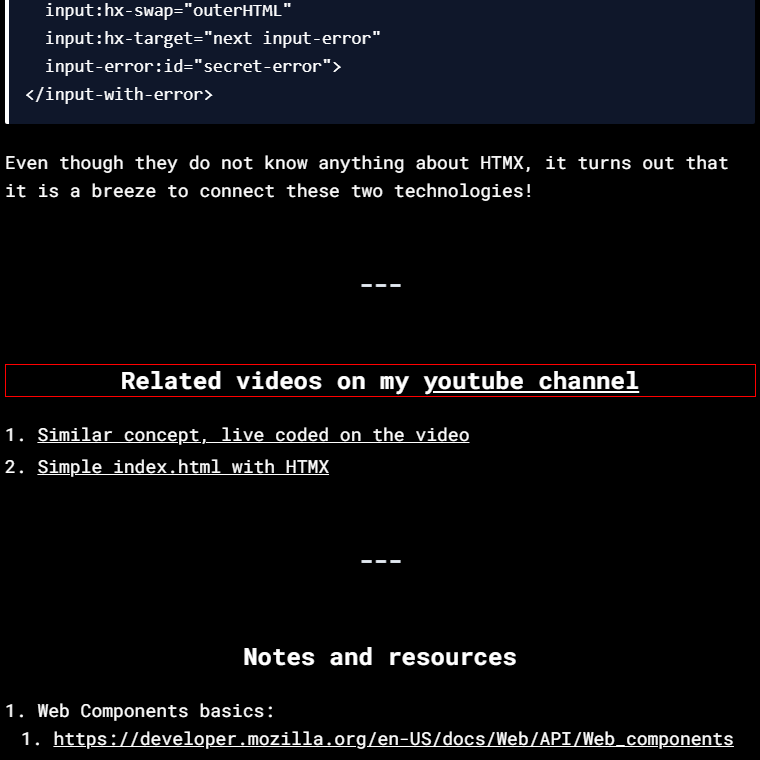 input:hx-swap="outerHTML"
input:hx-target="next input-error"
input-error:id="secret-error">
</input-with-error>
Even though they do not know anything about HTMX, it turns out that
it is a breeze to connect these two technologies!
---
Related videos on my youtube channel
1. Similar concept, live coded on the video
2. Simple index.html with HTMX
---
Notes and resources
1. Web Components basics:
1. https://developer.mozilla.org/en-US/docs/Web/API/Web_components